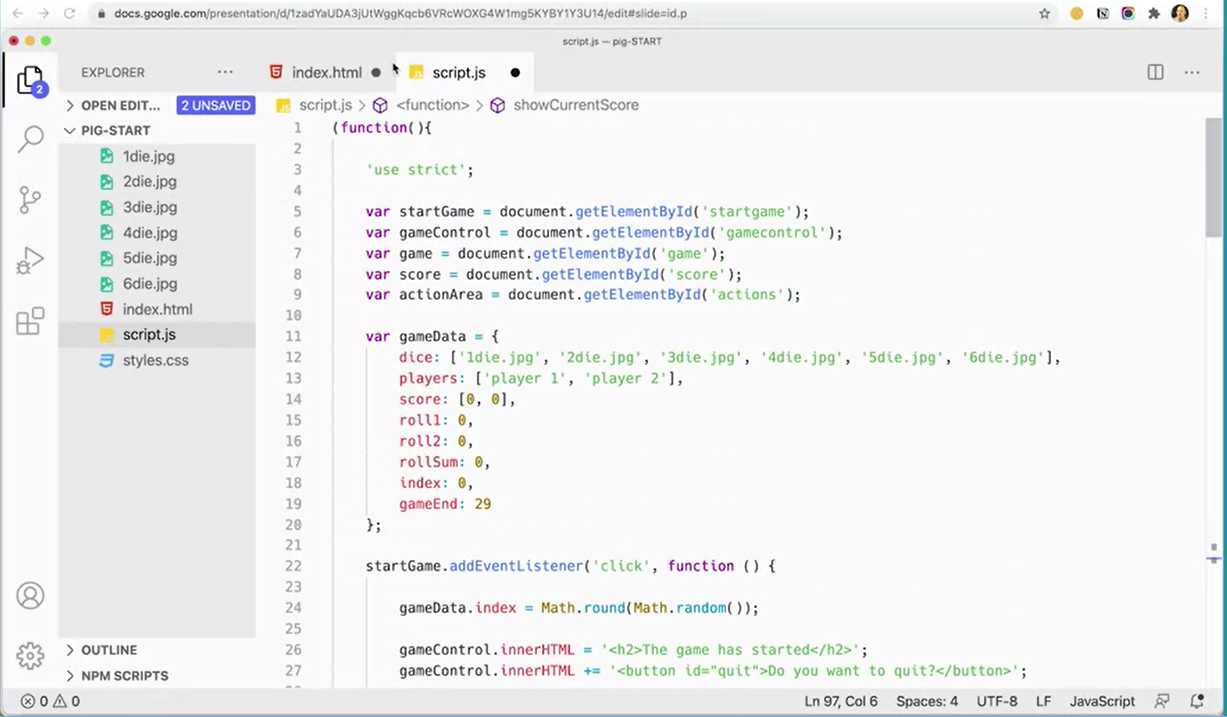 docs.google.com/presentation/d/1zadYaUDA3jUtWggKqcb6VRcWOXG4W1mg5KYBY1Y3U14/edit#slide=id.p
script.js — pig-START
EXPLORER
index.html
script.js
2
OPEN EDIT...
2 UNSAVED
script.js > <function> > showCurrentScore
PIG-START
1die.jpg
2die.jpg
3die.jpg
4die.jpg
5die.jpg
6die.jpg
index.html
script.js
styles.css
1 (function(){
2
3 'use strict';
4
5 var startGame = document.getElementById('startgame');
6 var gameControl = document.getElementById('gamecontrol');
7 var game = document.getElementById('game');
8 var score = document.getElementById('score');
9 var actionArea = document.getElementById('actions');
10
11 var gameData = {
12 dice: ['1die.jpg', '2die.jpg', '3die.jpg', '4die.jpg', '5die.jpg', '6die.jpg'],
13 players: ['player 1', 'player 2'],
14 score: [0, 0],
15 roll1: 0,
16 roll2: 0,
17 rollSum: 0,
18 index: 0,
19 gameEnd: 29
20 };
21
22 startGame.addEventListener('click', function () {
23
24 gameData.index = Math.round(Math.random());
25
26 gameControl.innerHTML = '<h2>The game has started</h2>';
27 gameControl.innerHTML += '<button id="quit">Do you want to quit?</button>';
OUTLINE
NPM SCRIPTS
0 0
Ln 97, Col 6
Spaces: 4
UTF-8
LF
JavaScript